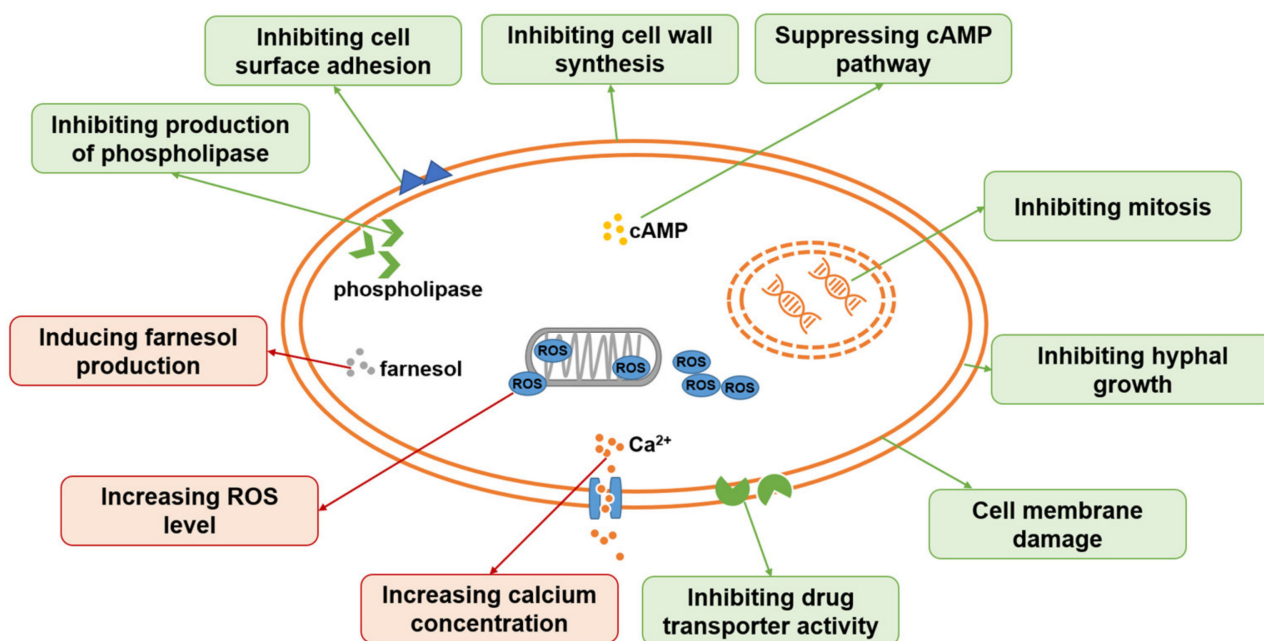 Inhibiting cell
surface adhesion
Inhibiting cell wall
synthesis
Suppressing cAMP
pathway
Inhibiting production
of phospholipase
Inhibiting mitosis
cAMP
phospholipase
Inducing farnesol
production
farnesol
ROS
ROS
ROS
ROS
ROS
ROS
Inhibiting hyphal
growth
Ca²⁺
Increasing ROS
level
Cell membrane
damage
Increasing calcium
concentration
Inhibiting drug
transporter activity